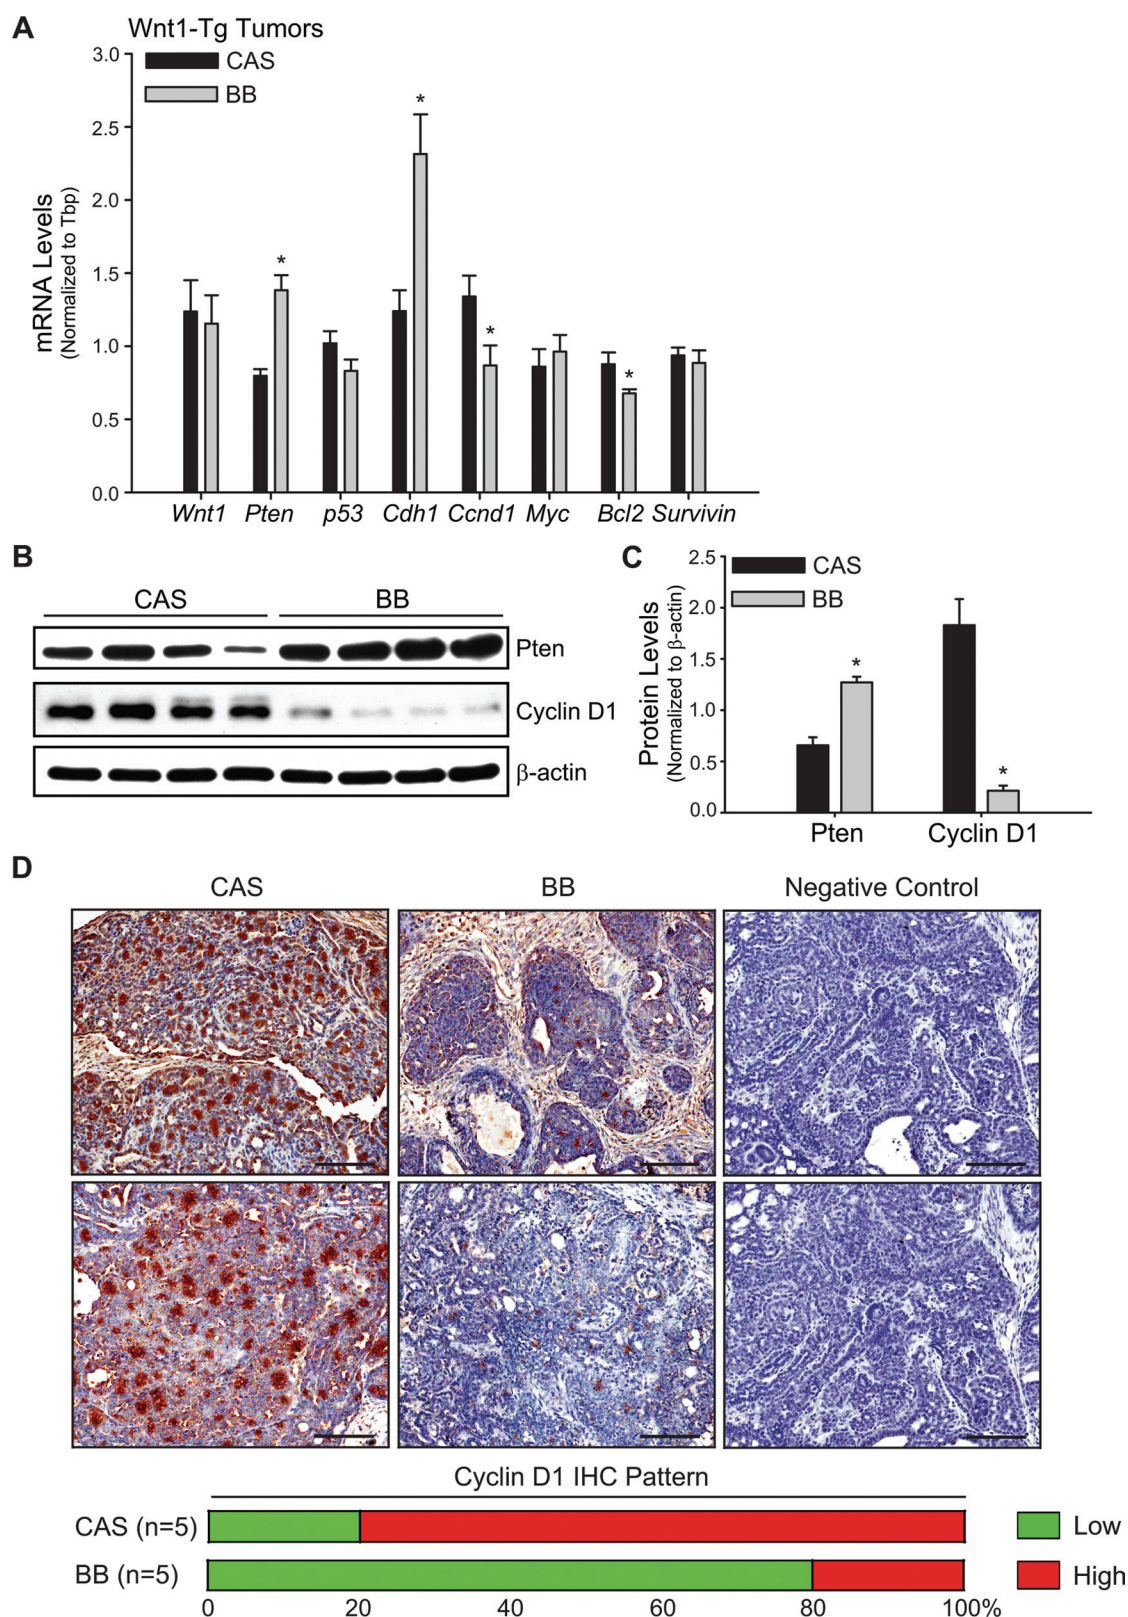 A
Wnt1-Tg Tumors
CAS
BB
mRNA Levels
(Normalized to Tbp)
3.0
2.5
2.0
1.5
1.0
0.5
0.0
*
*
*
*
Wnt1 Pten p53 Cdh1 Ccnd1 Myc Bcl2 Survivin
B
CAS BB
Pten
Cyclin D1
β-actin
C
CAS
BB
Protein Levels
(Normalized to β-actin)
2.5
2.0
1.5
1.0
0.5
0.0
*
*
Pten Cyclin D1
D
CAS BB Negative Control
Cyclin D1 IHC Pattern
CAS (n=5)
BB (n=5)
Low
High
0 20 40 60 80 100%